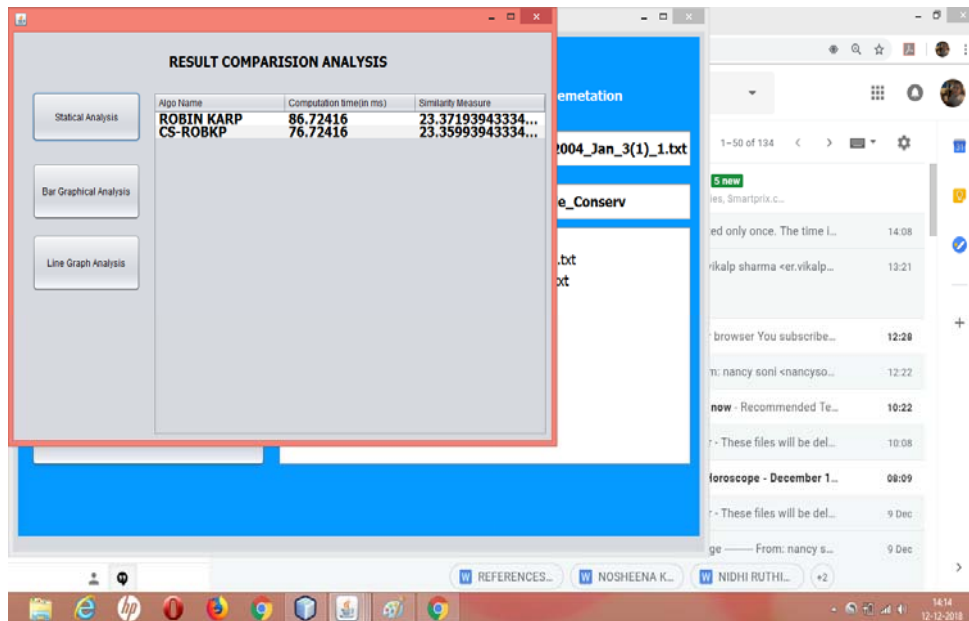 RESULT COMPARISION ANALYSIS
Statical Analysis
Bar Graphical Analysis
Line Graph Analysis
Algo Name Computation time(in ms) Similarity Measure
ROBIN KARP 86.72416 23.37193943334...
CS-ROBKP 76.72416 23.35993943334...
emetation
2004_Jan_3(1)_1.txt
e_Conserv
.txt
xt
1-50 of 134
5 new
ies, Smartprix.c...
ed only once. The time i... 14:08
vikalp sharma <er.vikalp... 13:21
browser You subscribe... 12:28
m: nancy soni <nancyso... 12:22
now - Recommended Te... 10:22
r - These files will be del... 10:08
Horoscope - December 1... 08:09
r - These files will be del... 9 Dec
ge -------- From: nancy s... 9 Dec
W REFERENCES...
W NOSHEENA K...
W NIDHI RUTHI...
+2
31
hp
14:14
12-12-2018